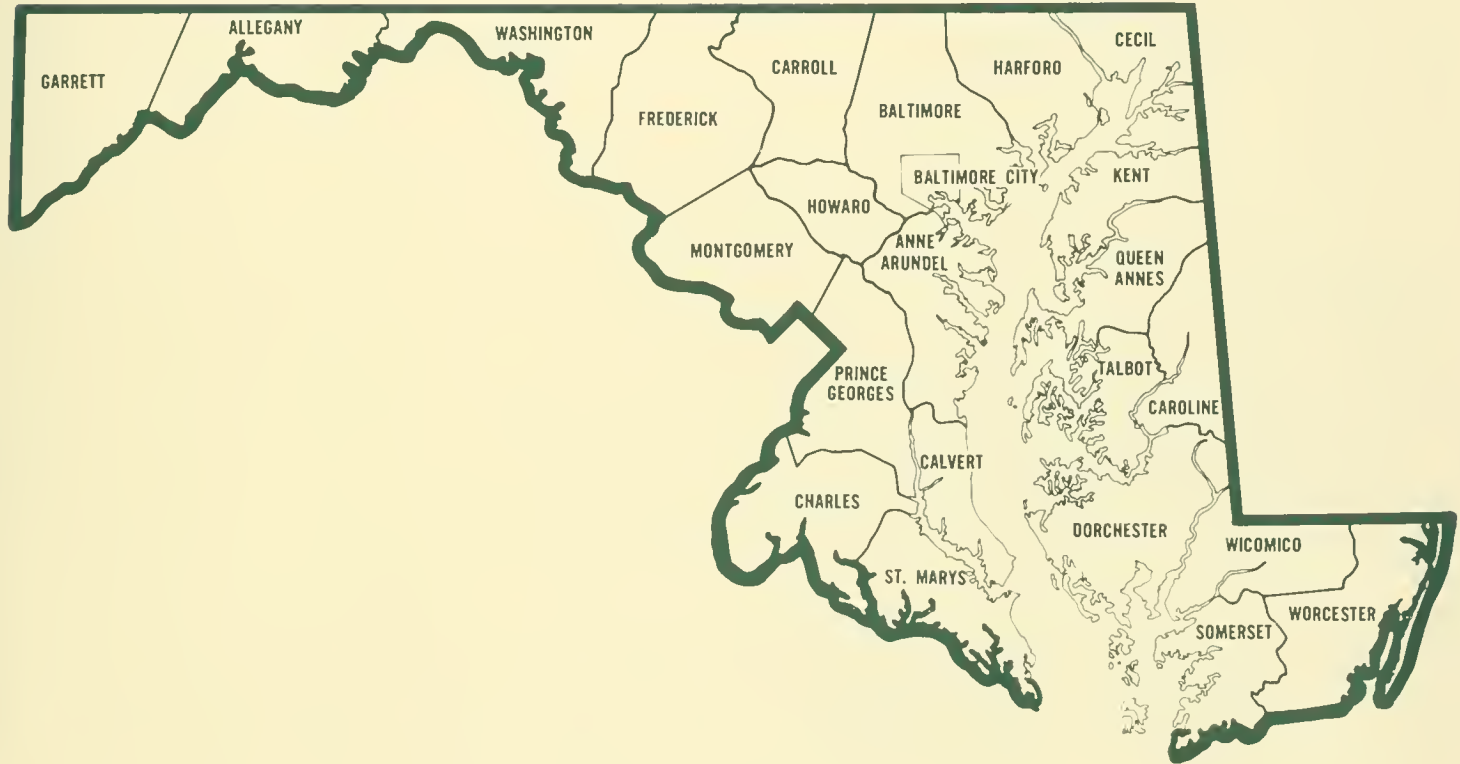 ALLEGANY
WASHINGTON
CECIL
GARRETT
CARROLL
HARFORO
FREDERICK
BALTIMORE
BALTIMORE CITY
KENT
HOWARO
MONTGOMERY
ANNE
ARUNDEL
QUEEN
ANNES
PRINCE
GEORGES
TALBOT
CAROLINE
CALVERT
CHARLES
DORCHESTER
WICOMICO
ST. MARYS
WORCESTER
SOMERSET